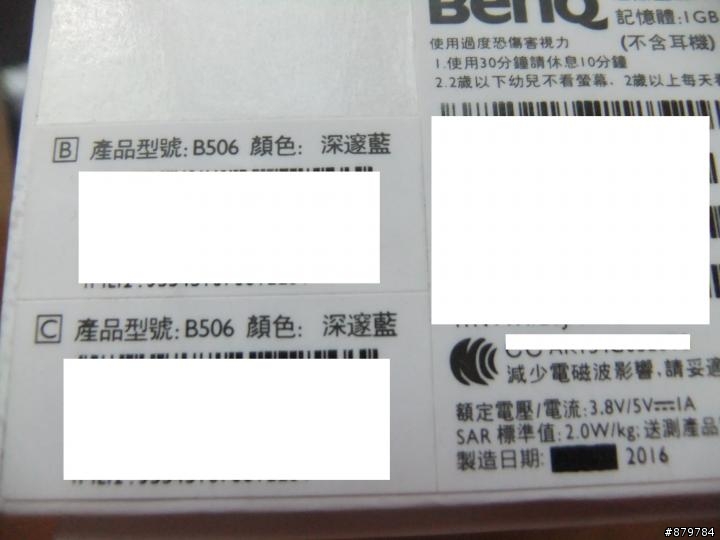 BenQ
記憶體:1GB
使用過度恐傷害視力
(不含耳機)
1.使用30分鐘請休息10分鐘
2.2歲以下幼兒不看螢幕，2歲以上每天
B 產品型號:B506 顏色: 深邃藍
C 產品型號:B506 顏色: 深邃藍
減少電磁波影響,請妥適
額定電壓/電流:3.8V/5V⎓1A
SAR 標準值:2.0W/kg;送測產品
製造日期: 2016
#879784